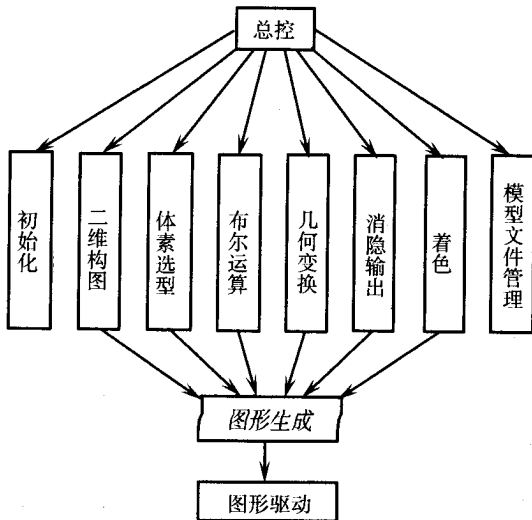 总控
初始化
二维构图
体素选型
布尔运算
几何变换
消隐输出
着色
模型文件管理
图形生成
图形驱动